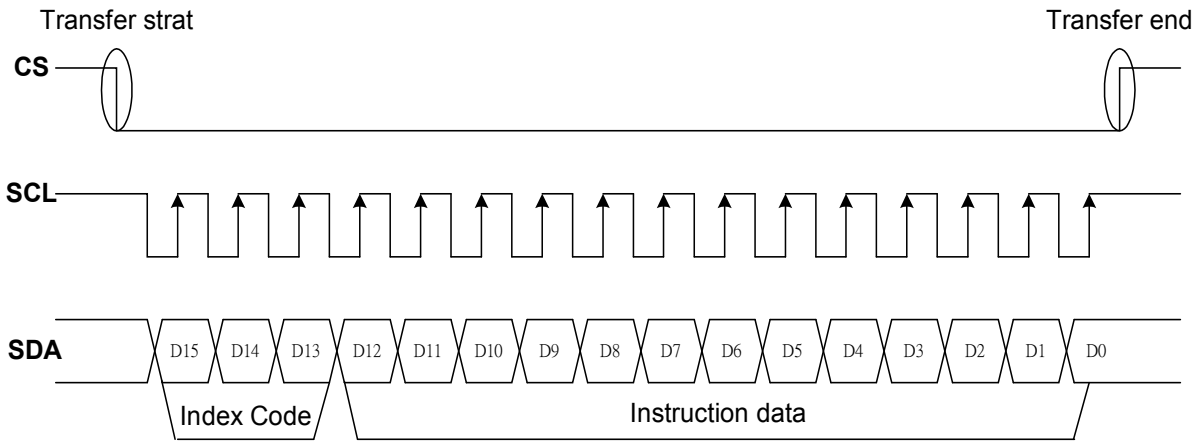 Transfer strat
Transfer end
CS
SCL
SDA
D15 D14 D13 D12 D11 D10 D9 D8 D7 D6 D5 D4 D3 D2 D1 D0
Index Code
Instruction data